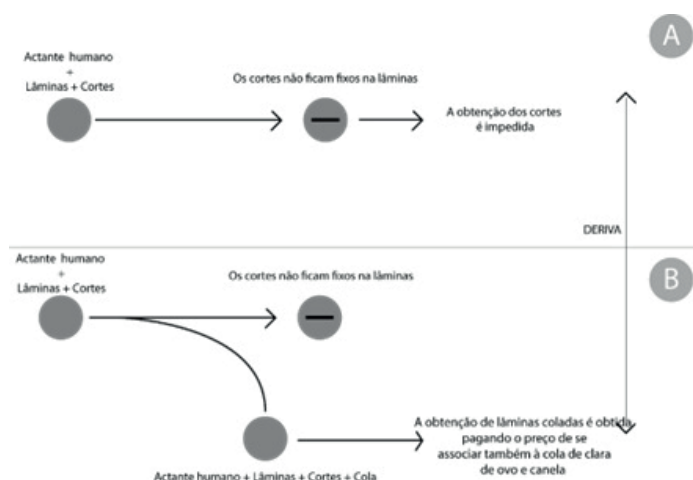 A
Actante humano
+
Lâminas + Cortes
Os cortes não ficam fixos na lâminas
A obtenção dos cortes
é impedida
DERIVA
B
Actante humano
+
Lâminas + Cortes
Os cortes não ficam fixos na lâminas
A obtenção de lâminas coladas é obtida
pagando o preço de se
associar também à cola de clara
de ovo e canela
Actante humano + Lâminas + Cortes + Cola